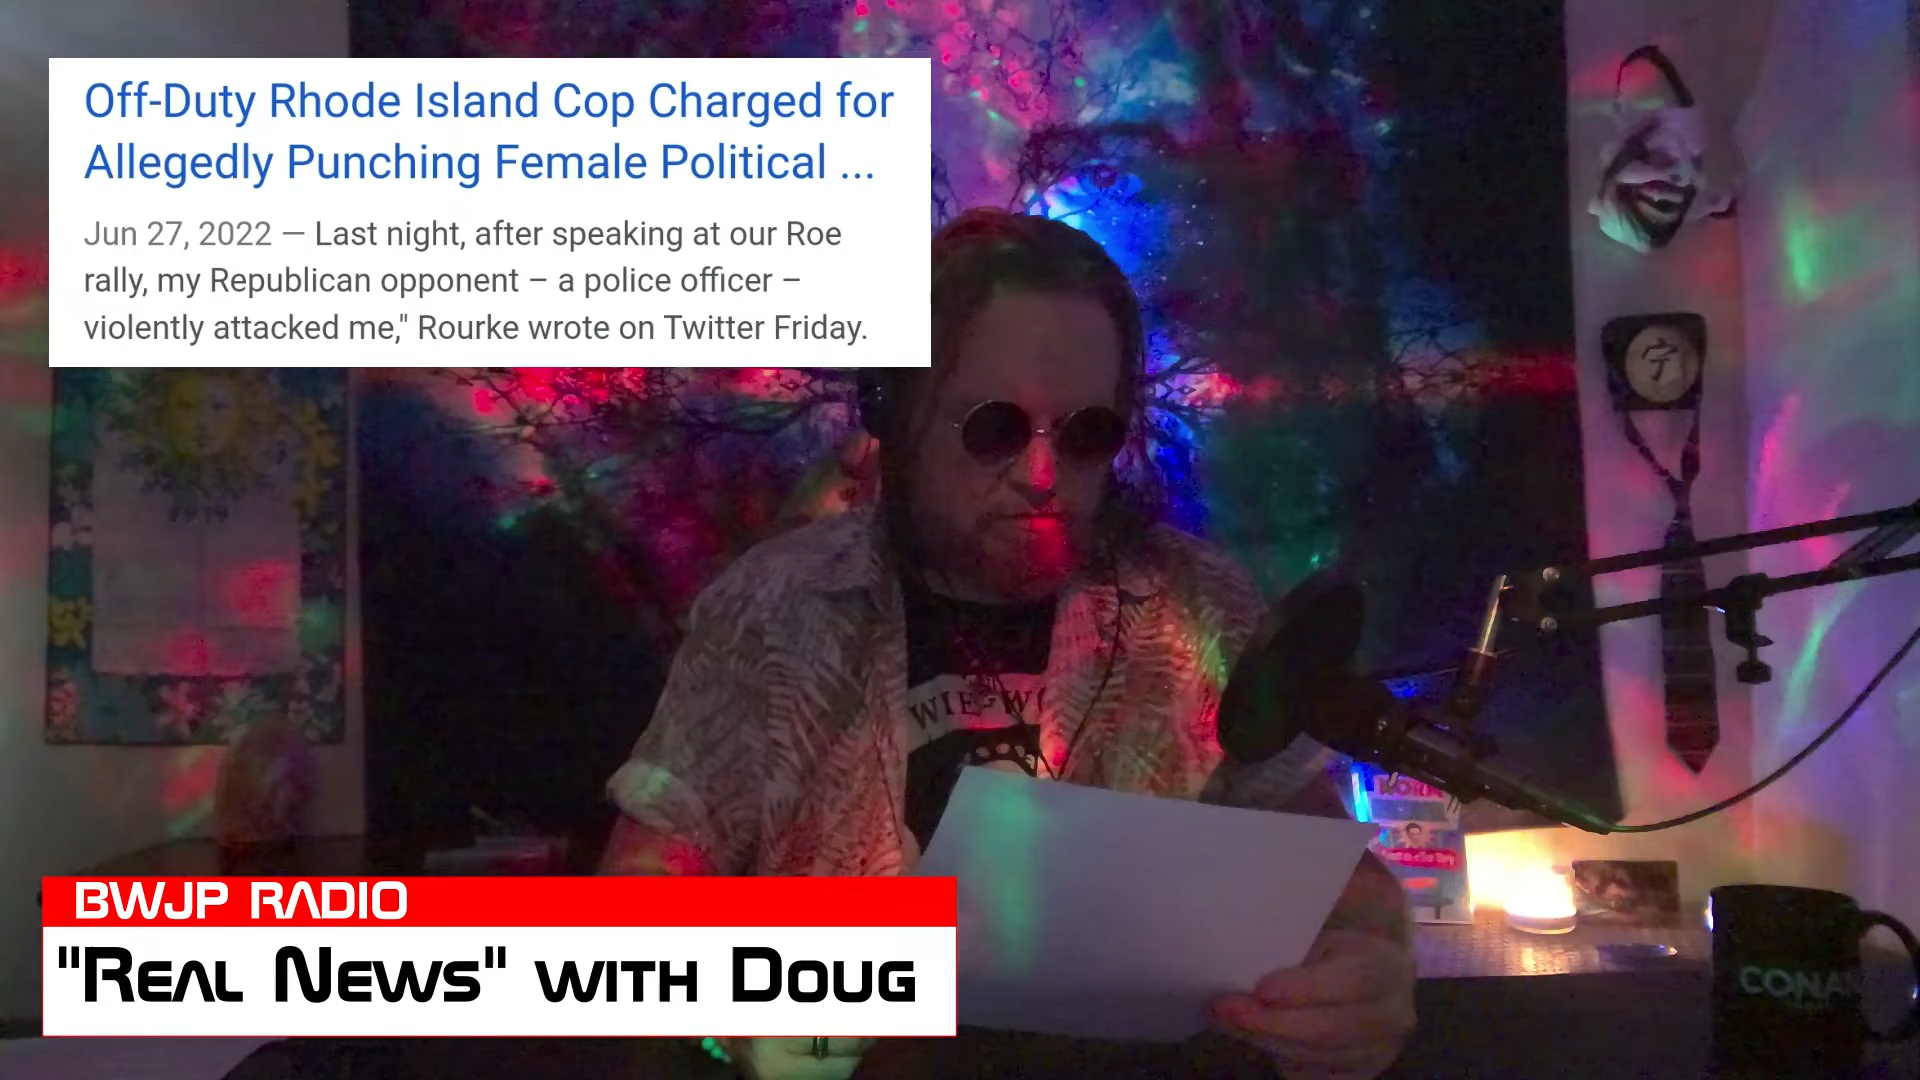 Off-Duty Rhode Island Cop Charged for
Allegedly Punching Female Political ...
Jun 27, 2022 — Last night, after speaking at our Roe
rally, my Republican opponent – a police officer –
violently attacked me," Rourke wrote on Twitter Friday.
BWJP RADIO
"REAL NEWS" WITH DOUG
CONAN